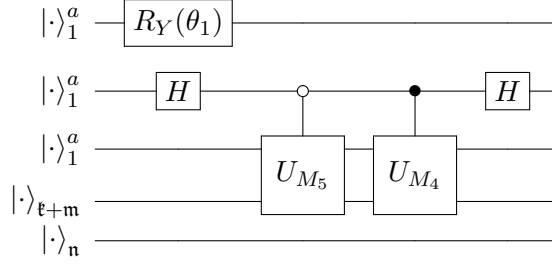 |·⟩₁ᵃ R_Y(θ₁)
|·⟩₁ᵃ H H
|·⟩₁ᵃ
U_{M₅} U_{M₄}
|·⟩_{𝔨+𝔪}
|·⟩_𝔫